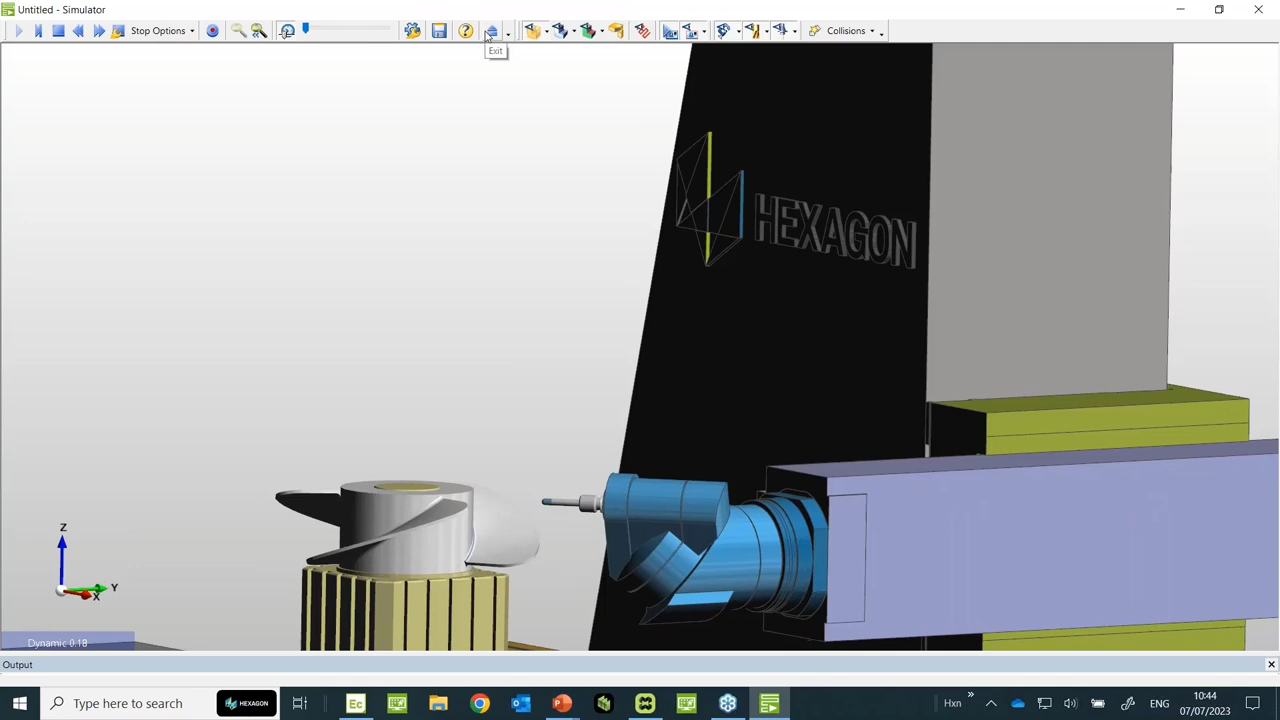 Untitled - Simulator
Stop Options
Collisions
Exit
HEXAGON
Z
Y
X
Dynamic 0.18
Output
Type here to search
HEXAGON
Ec
Hxn
ENG
10:44
07/07/2023